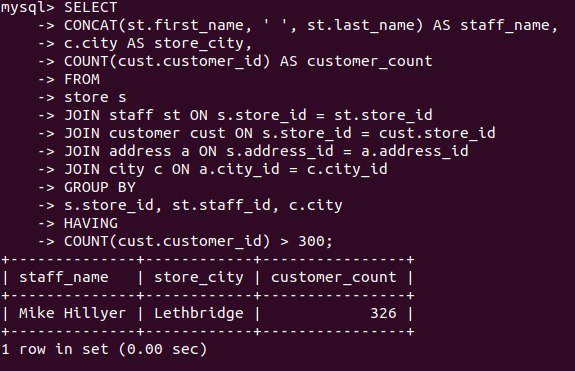 mysql> SELECT
    -> CONCAT(st.first_name, ' ', st.last_name) AS staff_name,
    -> c.city AS store_city,
    -> COUNT(cust.customer_id) AS customer_count
    -> FROM
    -> store s
    -> JOIN staff st ON s.store_id = st.store_id
    -> JOIN customer cust ON s.store_id = cust.store_id
    -> JOIN address a ON s.address_id = a.address_id
    -> JOIN city c ON a.city_id = c.city_id
    -> GROUP BY
    -> s.store_id, st.staff_id, c.city
    -> HAVING
    -> COUNT(cust.customer_id) > 300;
+--------------+------------+----------------+
| staff_name   | store_city | customer_count |
+--------------+------------+----------------+
| Mike Hillyer | Lethbridge |            326 |
+--------------+------------+----------------+
1 row in set (0.00 sec)